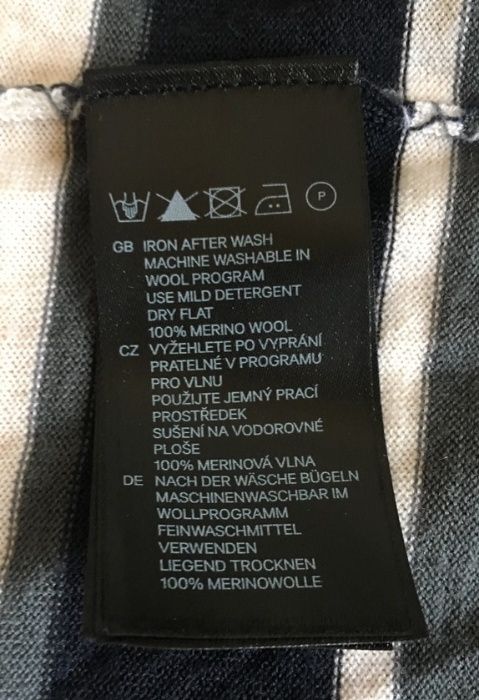 P
GB IRON AFTER WASH
MACHINE WASHABLE IN
WOOL PROGRAM
USE MILD DETERGENT
DRY FLAT
100% MERINO WOOL
CZ VYŽEHLETE PO VYPRÁNÍ
PRATELNÉ V PROGRAMU
PRO VLNU
POUŽIJTE JEMNÝ PRACÍ
PROSTŘEDEK
SUŠENÍ NA VODOROVNÉ
PLOŠE
100% MERINOVÁ VLNA
DE NACH DER WÄSCHE BÜGELN
MASCHINENWASCHBAR IM
WOLLPROGRAMM
FEINWASCHMITTEL
VERWENDEN
LIEGEND TROCKNEN
100% MERINOWOLLE